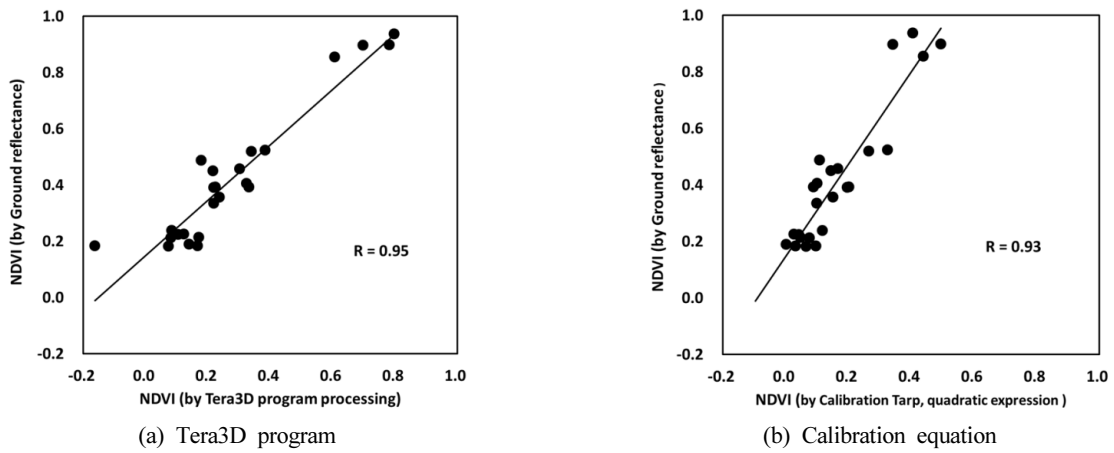 1.0
0.8
0.6
0.4
0.2
0.0
-0.2
NDVI (by Ground reflectance)
R = 0.95
-0.2 0.0 0.2 0.4 0.6 0.8 1.0
NDVI (by Tera3D program processing)
(a) Tera3D program
1.0
0.8
0.6
0.4
0.2
0.0
-0.2
NDVI (by Ground reflectance )
R = 0.93
-0.2 0.0 0.2 0.4 0.6 0.8 1.0
NDVI (by Calibration Tarp, quadratic expression )
(b) Calibration equation